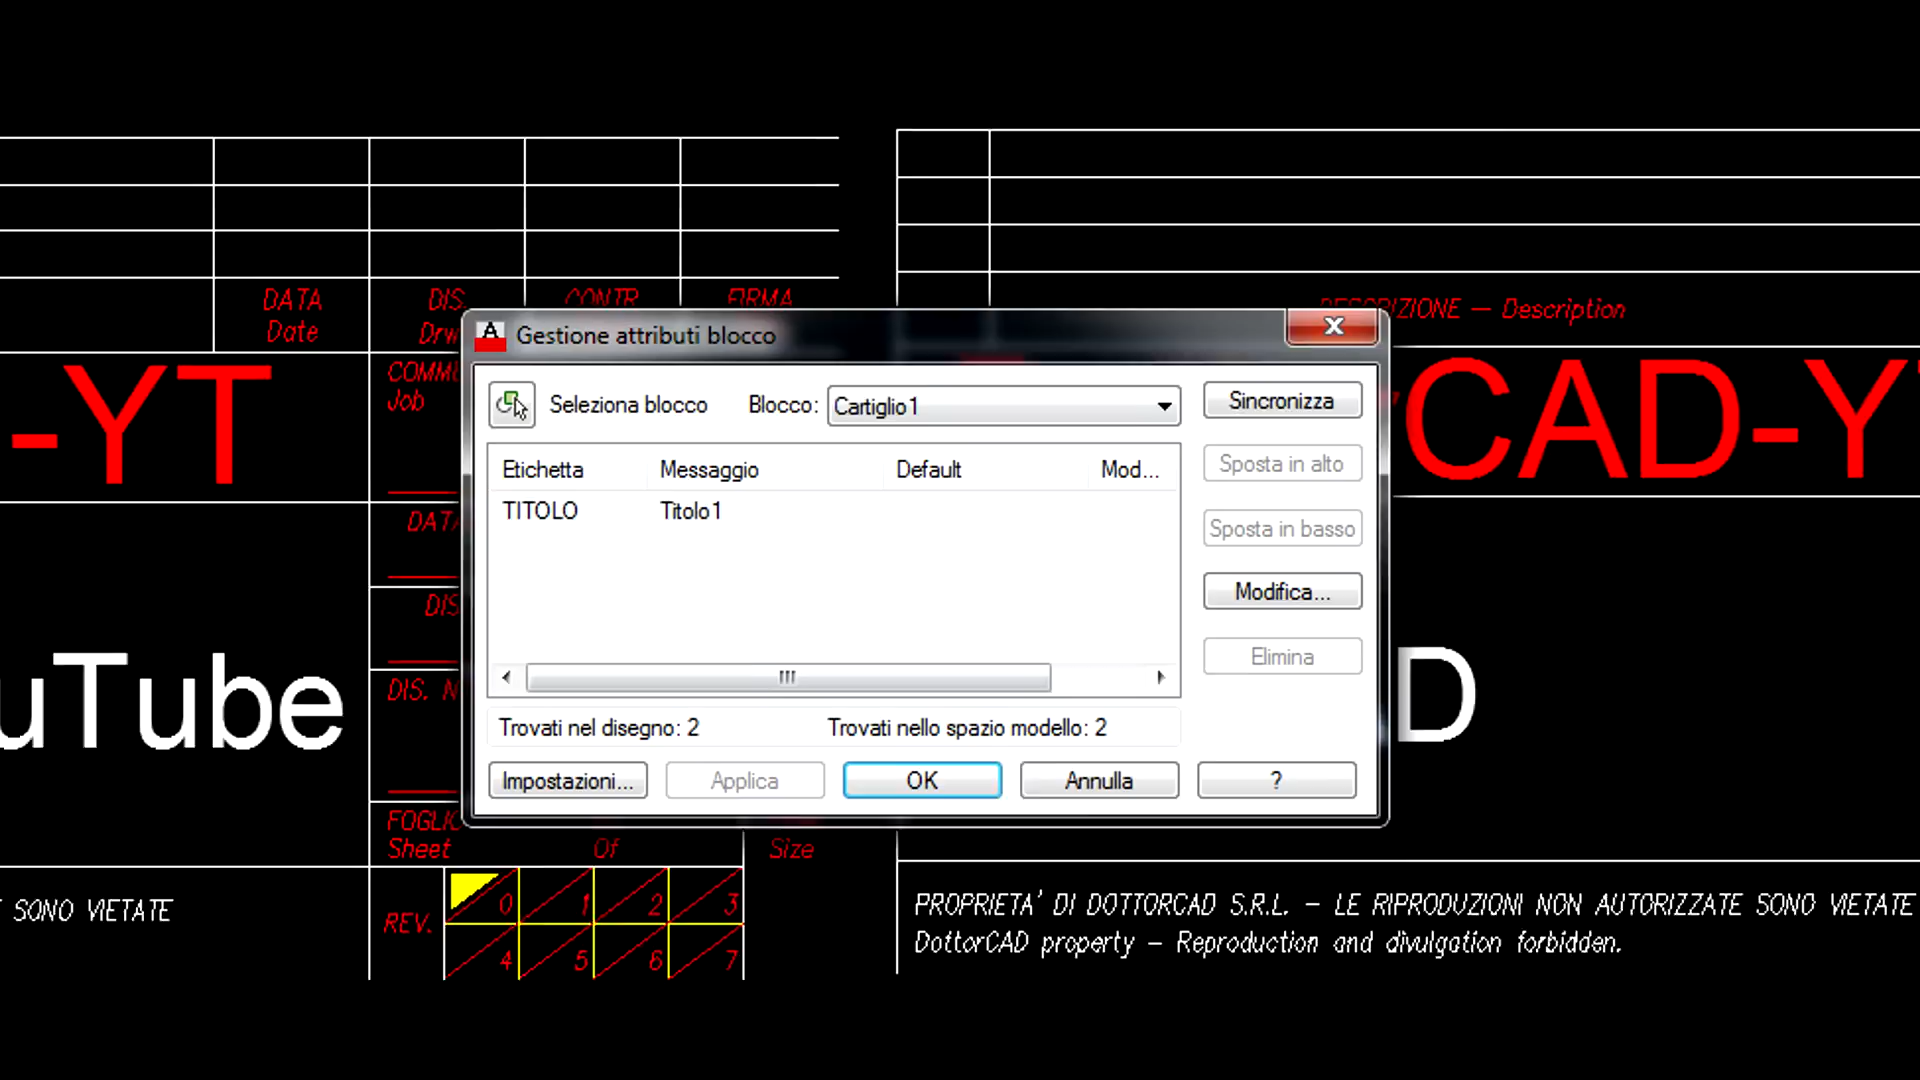 DATA
Date
DIS.
Drw
CONTR
FIRMA
DESCRIZIONE — Description
-YT
COMM
Job
CAD-Y
Gestione attributi blocco
Seleziona blocco
Blocco:
Cartiglio1
Sincronizza
Etichetta
Messaggio
Default
Mod...
Sposta in alto
TITOLO
Titolo1
Sposta in basso
Modifica...
Elimina
Trovati nel disegno: 2
Trovati nello spazio modello: 2
Impostazioni...
Applica
OK
Annulla
?
DATA
DIS
DIS. N
uTube
D
FOGLIO
Sheet
Of
Size
REV.
0
1
2
3
4
5
6
7
SONO VIETATE
PROPRIETA' DI DOTTORCAD S.R.L. – LE RIPRODUZIONI NON AUTORIZZATE SONO VIETATE
DottorCAD property – Reproduction and divulgation forbidden.